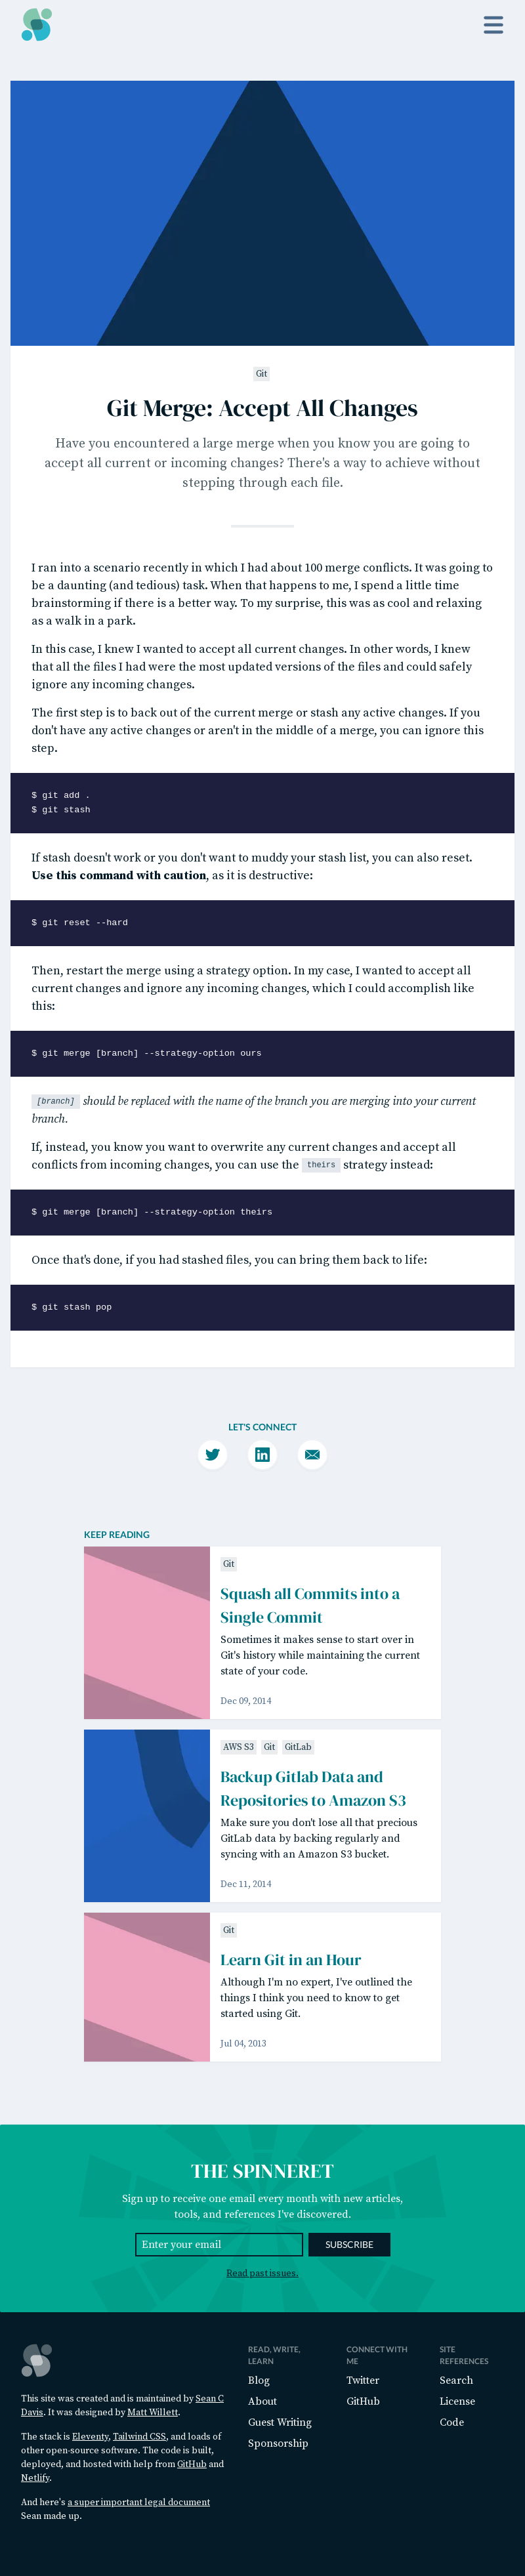 Git
Git Merge: Accept All Changes
Have you encountered a large merge when you know you are going to
accept all current or incoming changes? There's a way to achieve without
stepping through each file.
I ran into a scenario recently in which I had about 100 merge conflicts. It was going to
be a daunting (and tedious) task. When that happens to me, I spend a little time
brainstorming if there is a better way. To my surprise, this was as cool and relaxing
as a walk in a park.
In this case, I knew I wanted to accept all current changes. In other words, I knew
that all the files I had were the most updated versions of the files and could safely
ignore any incoming changes.
The first step is to back out of the current merge or stash any active changes. If you
don't have any active changes or aren't in the middle of a merge, you can ignore this
step.
$ git add .
$ git stash
If stash doesn't work or you don't want to muddy your stash list, you can also reset.
Use this command with caution, as it is destructive:
$ git reset --hard
Then, restart the merge using a strategy option. In my case, I wanted to accept all
current changes and ignore any incoming changes, which I could accomplish like
this:
$ git merge [branch] --strategy-option ours
[branch] should be replaced with the name of the branch you are merging into your current
branch.
If, instead, you know you want to overwrite any current changes and accept all
conflicts from incoming changes, you can use the theirs strategy instead:
$ git merge [branch] --strategy-option theirs
Once that's done, if you had stashed files, you can bring them back to life:
$ git stash pop
LET'S CONNECT
KEEP READING
Git
Squash all Commits into a
Single Commit
Sometimes it makes sense to start over in
Git's history while maintaining the current
state of your code.
Dec 09, 2014
AWS S3 Git GitLab
Backup Gitlab Data and
Repositories to Amazon S3
Make sure you don't lose all that precious
GitLab data by backing regularly and
syncing with an Amazon S3 bucket.
Dec 11, 2014
Git
Learn Git in an Hour
Although I'm no expert, I've outlined the
things I think you need to know to get
started using Git.
Jul 04, 2013
THE SPINNERET
Sign up to receive one email every month with new articles,
tools, and references I've discovered.
Enter your email SUBSCRIBE
Read past issues.
This site was created and is maintained by Sean C
Davis. It was designed by Matt Willett.
The stack is Eleventy, Tailwind CSS, and loads of
other open-source software. The code is built,
deployed, and hosted with help from GitHub and
Netlify.
And here's a super important legal document
Sean made up.
READ, WRITE,
LEARN
Blog
About
Guest Writing
Sponsorship
CONNECT WITH
ME
Twitter
GitHub
SITE
REFERENCES
Search
License
Code